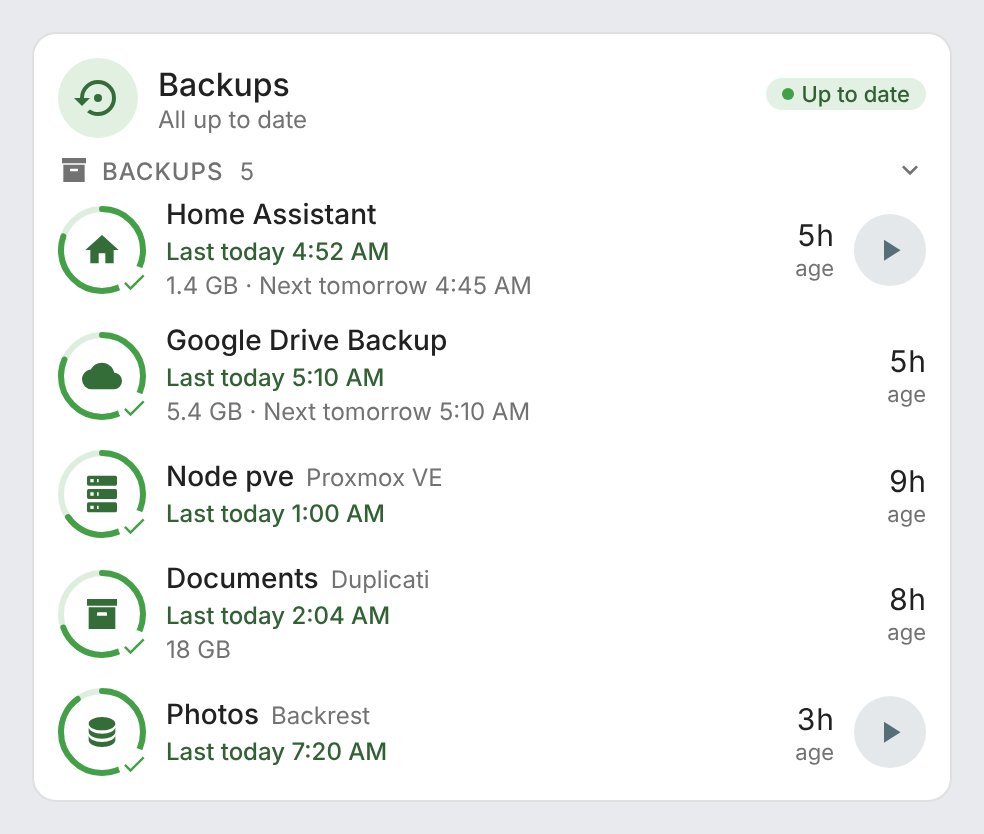 Backups
All up to date
Up to date
BACKUPS 5
Home Assistant
Last today 4:52 AM
1.4 GB · Next tomorrow 4:45 AM
5h
age
Google Drive Backup
Last today 5:10 AM
5.4 GB · Next tomorrow 5:10 AM
5h
age
Node pve Proxmox VE
Last today 1:00 AM
9h
age
Documents Duplicati
Last today 2:04 AM
18 GB
8h
age
Photos Backrest
Last today 7:20 AM
3h
age